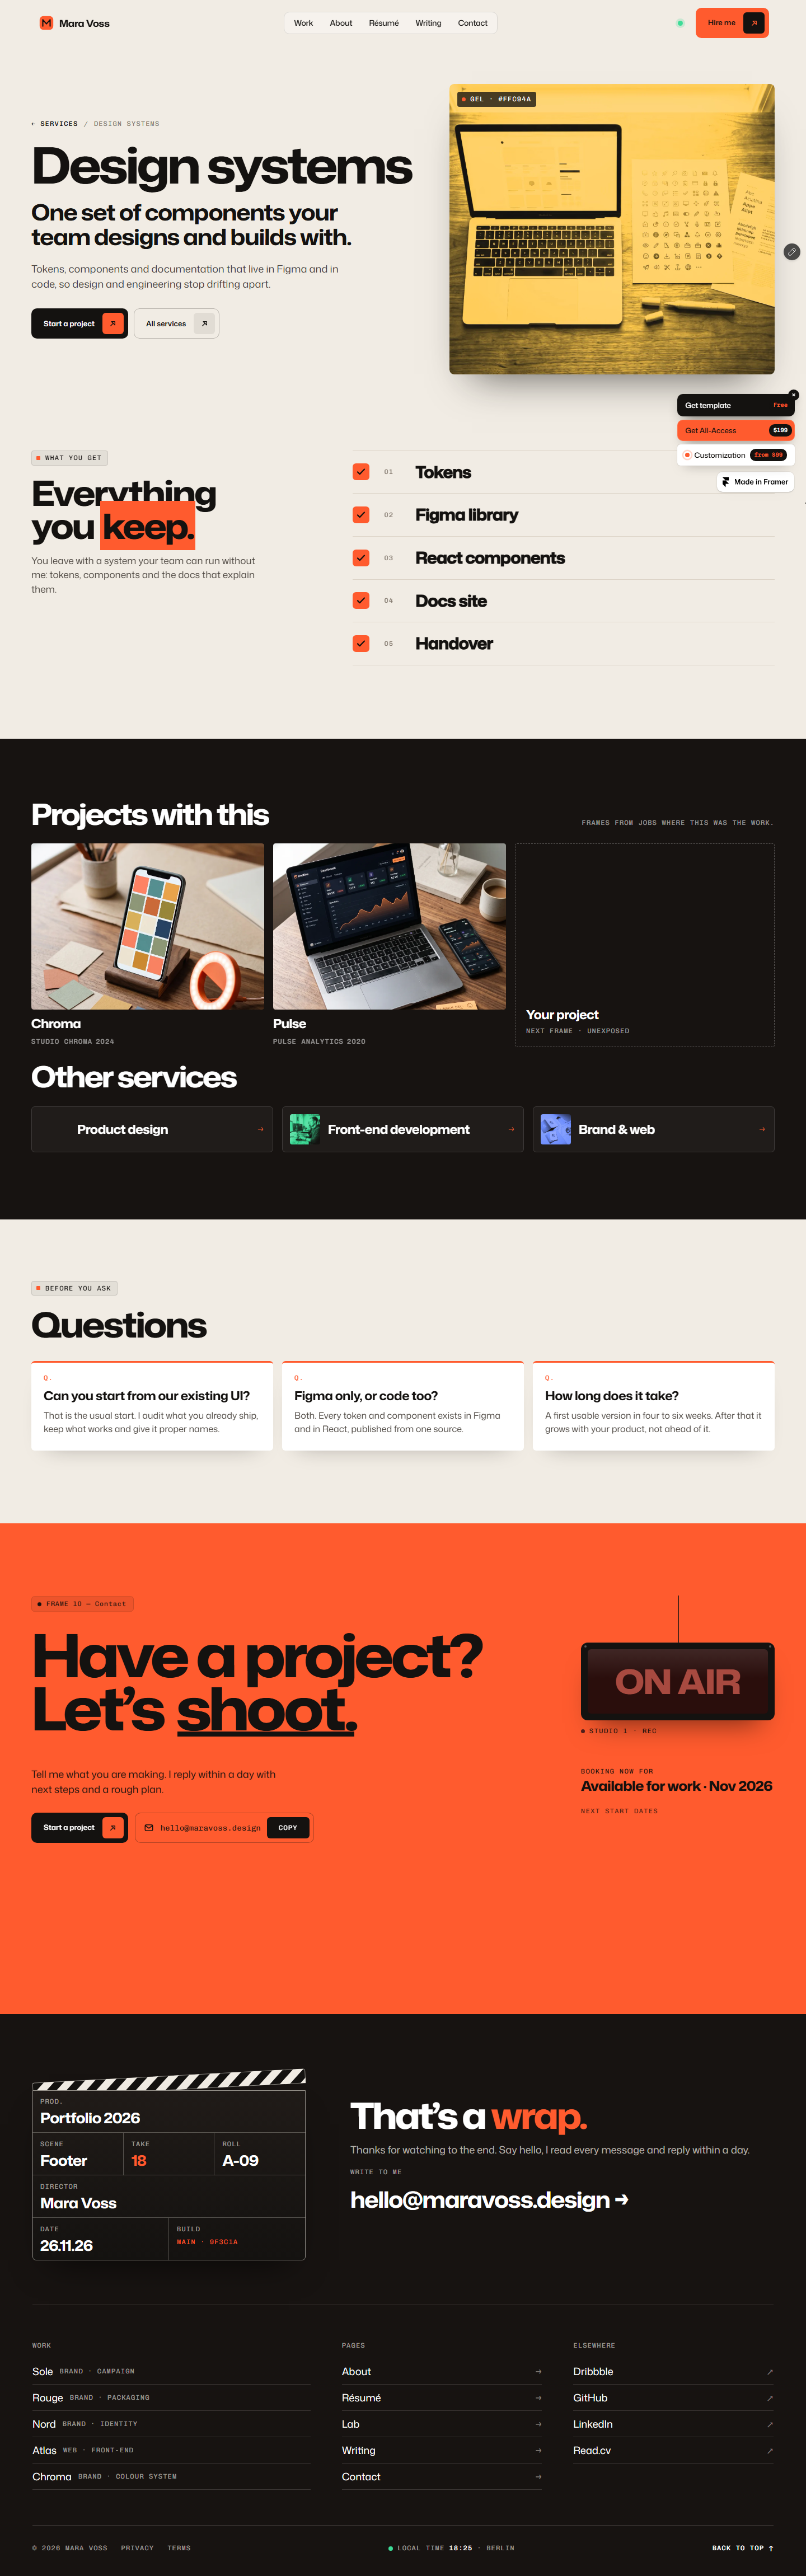 Mara Voss
Work About Résumé Writing Contact
Hire me
← SERVICES / DESIGN SYSTEMS
Design systems
One set of components your
team designs and builds with.
Tokens, components and documentation that live in Figma and in
code, so design and engineering stop drifting apart.
Start a project
All services
GEL · #FFC94A
Get template Free
Get All-Access $199
Customization From $99
Made in Framer
WHAT YOU GET
Everything
you keep.
You leave with a system your team can run without
me: tokens, components and the docs that explain
them.
01 Tokens
02 Figma library
03 React components
04 Docs site
05 Handover
Projects with this
FRAMES FROM JOBS WHERE THIS WAS THE WORK.
Chroma
STUDIO CHROMA 2024
Pulse
PULSE ANALYTICS 2020
Your project
NEXT FRAME · UNEXPOSED
Other services
Product design →
Front-end development →
Brand & web →
BEFORE YOU ASK
Questions
Q.
Can you start from our existing UI?
That is the usual start. I audit what you already ship,
keep what works and give it proper names.
Q.
Figma only, or code too?
Both. Every token and component exists in Figma
and in React, published from one source.
Q.
How long does it take?
A first usable version in four to six weeks. After that it
grows with your product, not ahead of it.
FRAME 10 — Contact
Have a project?
Let's shoot.
Tell me what you are making. I reply within a day with
next steps and a rough plan.
Start a project
hello@maravoss.design COPY
ON AIR
STUDIO 1 · REC
BOOKING NOW FOR
Available for work · Nov 2026
NEXT START DATES
PROD.
Portfolio 2026
SCENE TAKE ROLL
Footer 18 A-09
DIRECTOR
Mara Voss
DATE BUILD
26.11.26 MAIN · 9F3C1A
That's a wrap.
Thanks for watching to the end. Say hello, I read every message and reply within a day.
WRITE TO ME
hello@maravoss.design →
WORK
Sole BRAND · CAMPAIGN
Rouge BRAND · PACKAGING
Nord BRAND · IDENTITY
Atlas WEB · FRONT-END
Chroma BRAND · COLOUR SYSTEM
PAGES
About →
Résumé →
Lab →
Writing →
Contact →
ELSEWHERE
Dribbble ↗
GitHub ↗
LinkedIn ↗
Read.cv ↗
© 2026 MARA VOSS PRIVACY TERMS
LOCAL TIME 18:25 · BERLIN
BACK TO TOP ↑